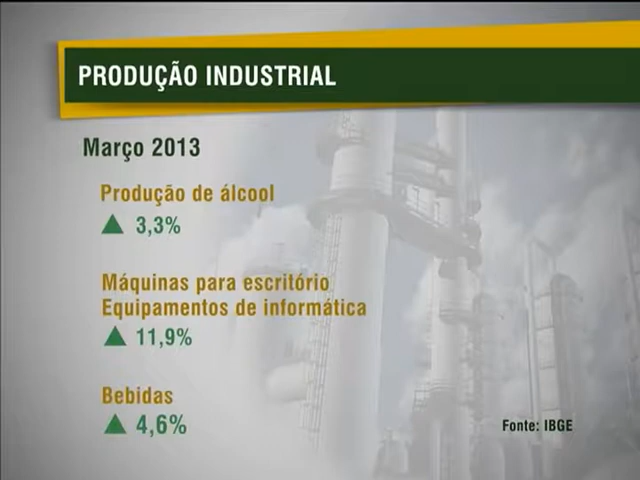 PRODUÇÃO INDUSTRIAL
Março 2013
Produção de álcool
▲ 3,3%
Máquinas para escritório
Equipamentos de informática
▲ 11,9%
Bebidas
▲ 4,6%
Fonte: IBGE